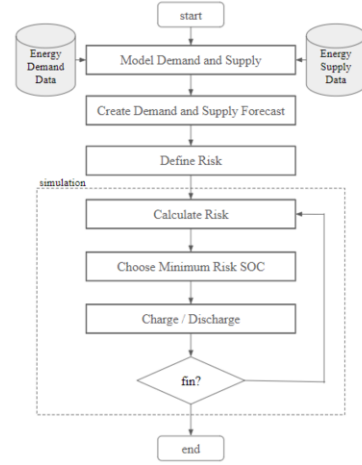 start
Energy
Demand
Data
Model Demand and Supply
Energy
Supply
Data
Create Demand and Supply Forecast
Define Risk
simulation
Calculate Risk
Choose Minimum Risk SOC
Charge / Discharge
fin?
end